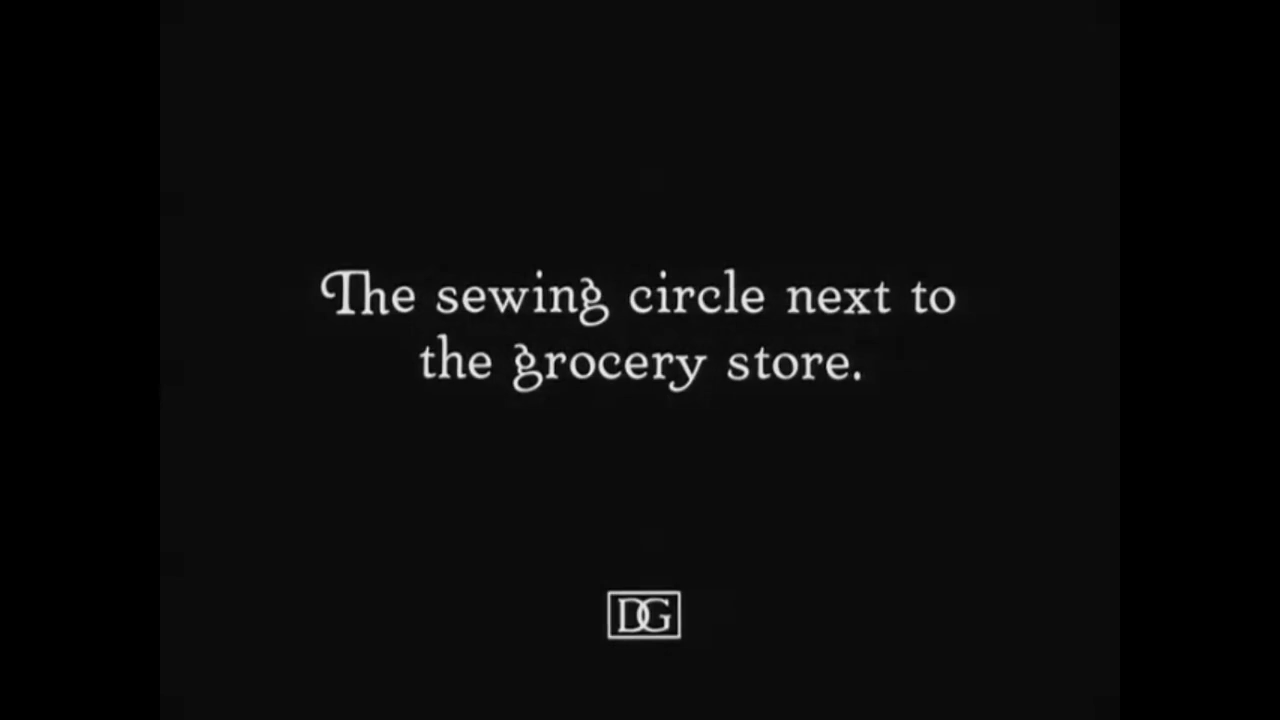 The sewing circle next to
the grocery store.
DG